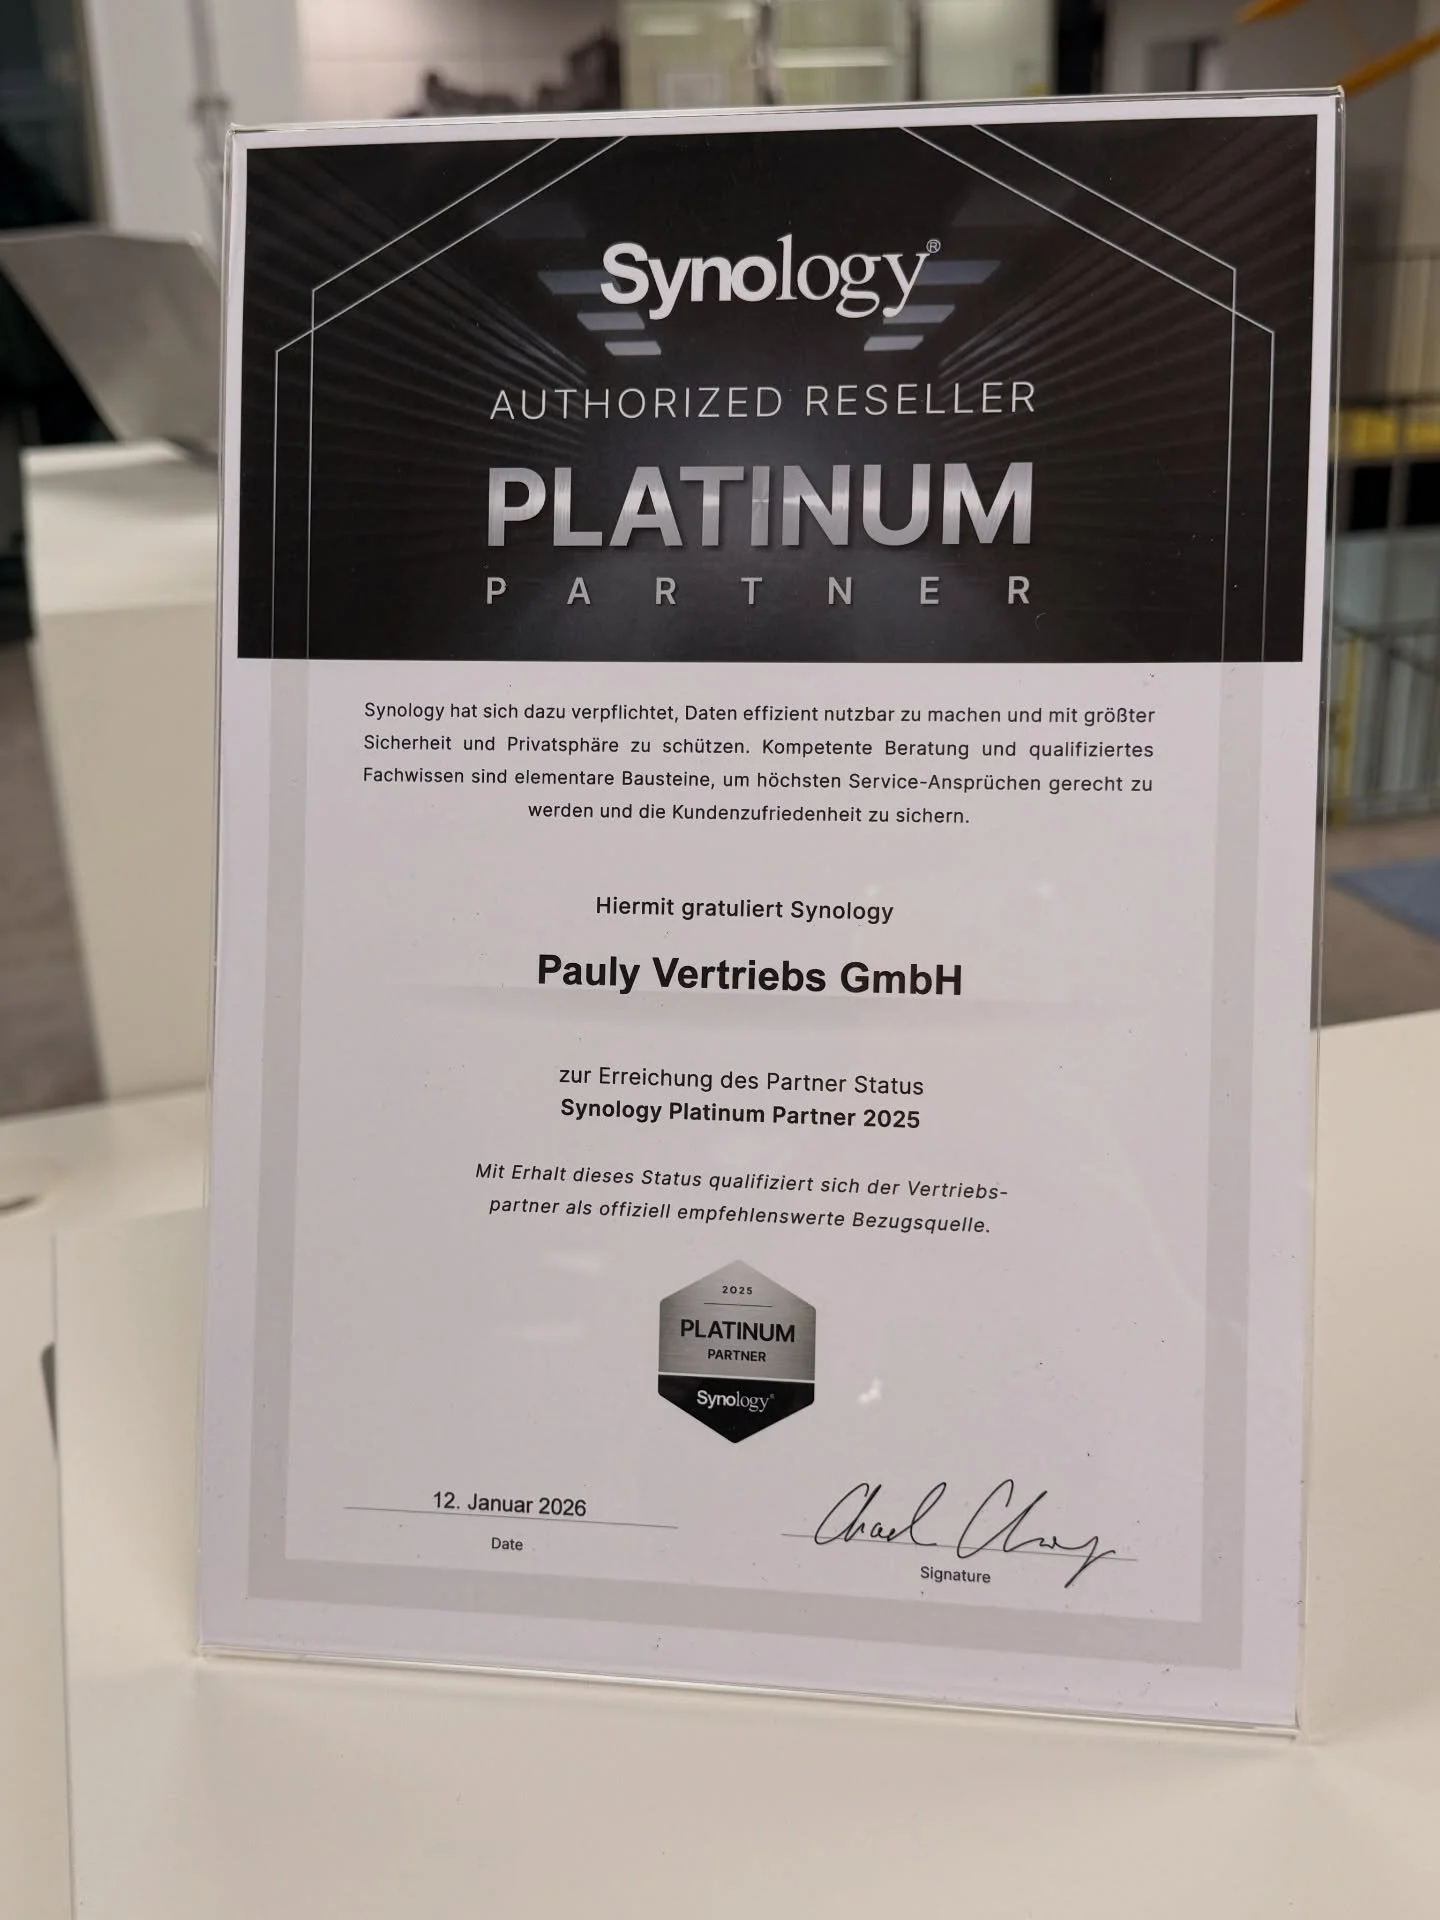 Synology®
AUTHORIZED RESELLER
PLATINUM
PARTNER
Synology hat sich dazu verpflichtet, Daten effizient nutzbar zu machen und mit größter
Sicherheit und Privatsphäre zu schützen. Kompetente Beratung und qualifiziertes
Fachwissen sind elementare Bausteine, um höchsten Service-Ansprüchen gerecht zu
werden und die Kundenzufriedenheit zu sichern.
Hiermit gratuliert Synology
Pauly Vertriebs GmbH
zur Erreichung des Partner Status
Synology Platinum Partner 2025
Mit Erhalt dieses Status qualifiziert sich der Vertriebs-
partner als offiziell empfehlenswerte Bezugsquelle.
2025
PLATINUM
PARTNER
Synology®
12. Januar 2026
Date
Signature